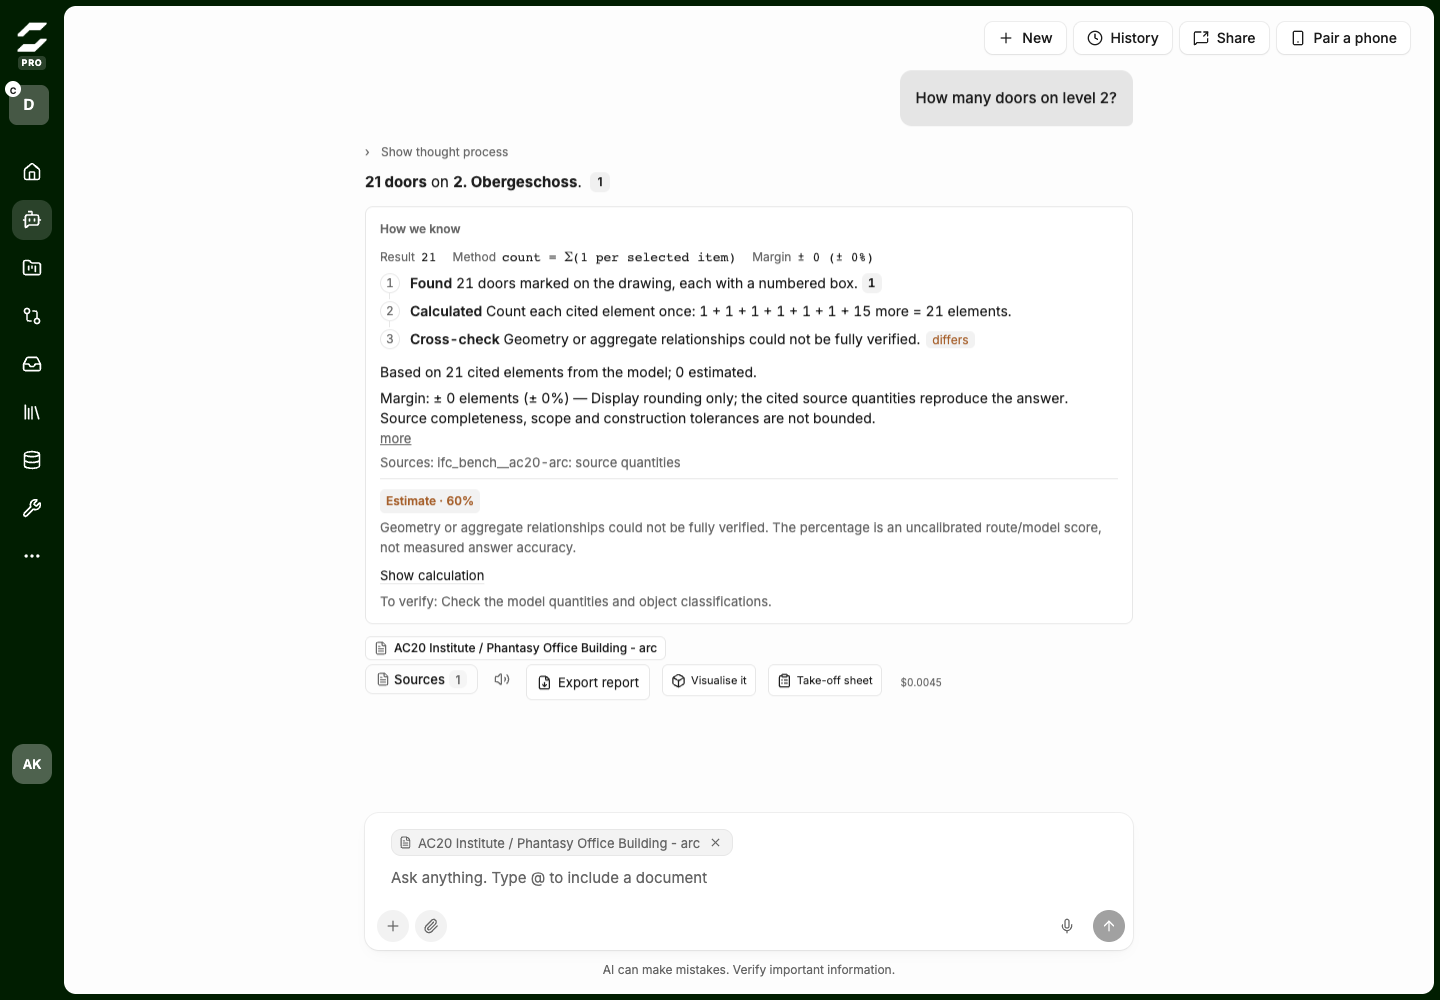 PRO
C
D
AK
New
History
Share
Pair a phone
How many doors on level 2?
Show thought process
21 doors on 2. Obergeschoss. 1
How we know
Result 21 Method count = Σ(1 per selected item) Margin ± 0 (± 0%)
1 Found 21 doors marked on the drawing, each with a numbered box. 1
2 Calculated Count each cited element once: 1 + 1 + 1 + 1 + 1 + 1 + 15 more = 21 elements.
3 Cross-check Geometry or aggregate relationships could not be fully verified. differs
Based on 21 cited elements from the model; 0 estimated.
Margin: ± 0 elements (± 0%) — Display rounding only; the cited source quantities reproduce the answer.
Source completeness, scope and construction tolerances are not bounded.
more
Sources: ifc_bench__ac20-arc: source quantities
Estimate · 60%
Geometry or aggregate relationships could not be fully verified. The percentage is an uncalibrated route/model score,
not measured answer accuracy.
Show calculation
To verify: Check the model quantities and object classifications.
AC20 Institute / Phantasy Office Building - arc
Sources 1
Export report
Visualise it
Take-off sheet
$0.0045
AC20 Institute / Phantasy Office Building - arc
Ask anything. Type @ to include a document
AI can make mistakes. Verify important information.